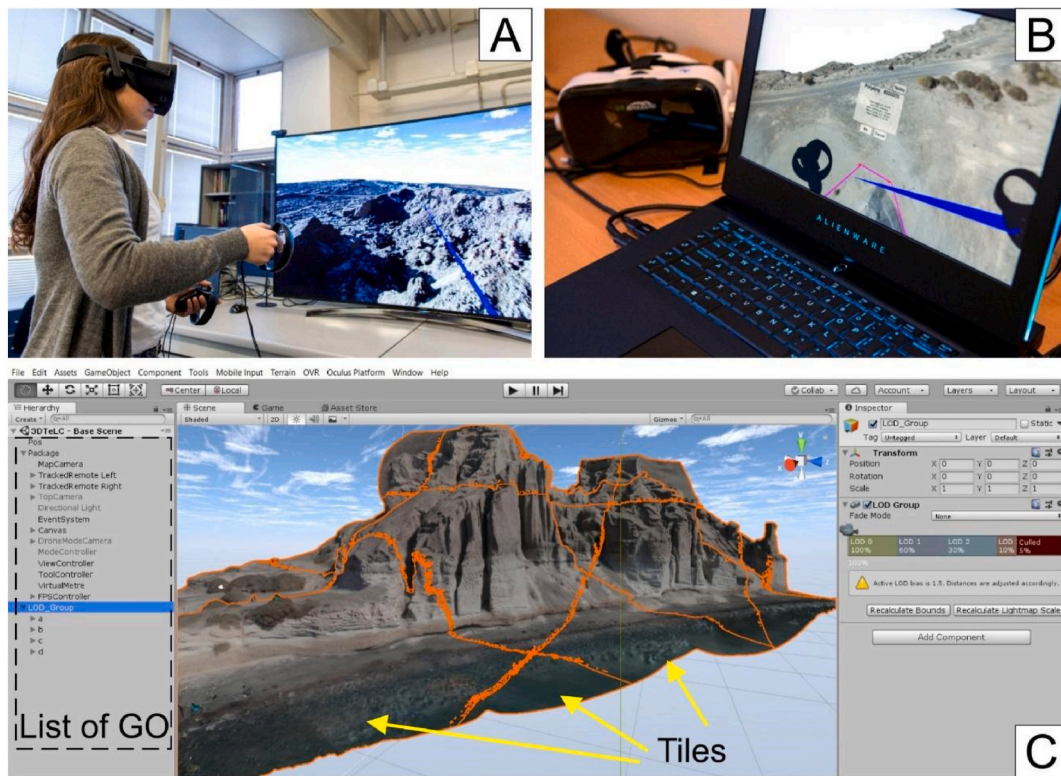 A
B
ALIENWARE
File Edit Assets GameObject Component Tools Mobile Input Terrain OVR Oculus Platform Window Help
Center Local Collab Account Layers Layout
Hierarchy
Create All
3DTeLC - Base Scene
Pos
Package
MapCamera
TrackedRemote Left
TrackedRemote Right
TopCamera
Directional Light
EventSystem
Canvas
DroneModeCamera
ModeController
ViewController
ToolController
VirtualMetre
FPSController
LOD_Group
a
b
c
d
List of GO
Scene Game Asset Store
Shaded 2D Gizmos All
y
Tiles
Inspector
LOD_Group Static
Tag Untagged Layer Default
Transform
Position X 0 Y 0 Z 0
Rotation X 0 Y 0 Z 0
Scale X 1 Y 1 Z 1
LOD Group
Fade Mode None
LOD 0 LOD 1 LOD 2 LOD Culled
100% 60% 30% 10% 5%
100%
Active LOD bias is 1.5. Distances are adjusted accordingly.
Recalculate Bounds Recalculate Lightmap Scale
Add Component
C